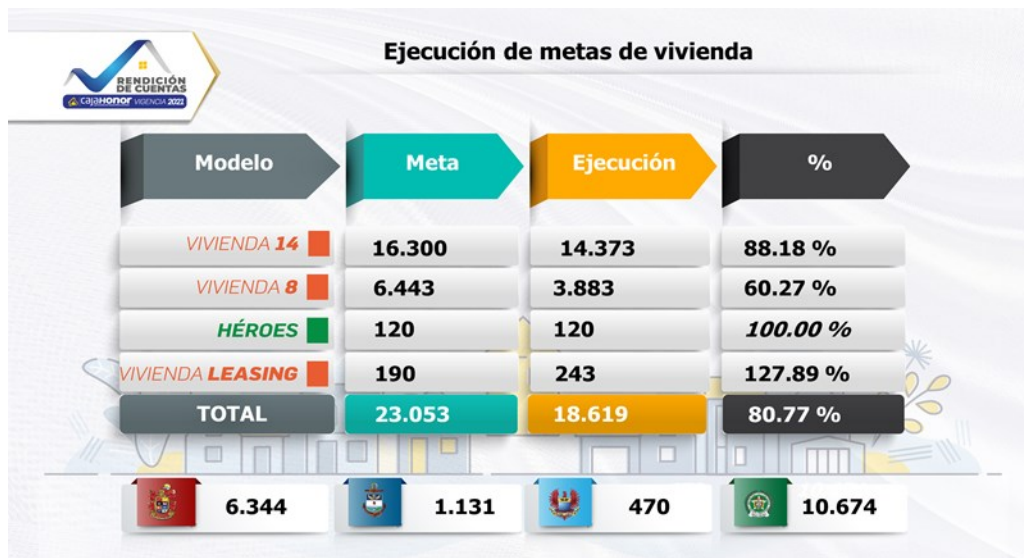 Ejecución de metas de vivienda
RENDICIÓN
DE CUENTAS
cajahonor VIGENCIA 2021
Modelo Meta Ejecución %
VIVIENDA 14 16.300 14.373 88.18 %
VIVIENDA 8 6.443 3.883 60.27 %
HÉROES 120 120 100.00 %
VIVIENDA LEASING 190 243 127.89 %
TOTAL 23.053 18.619 80.77 %
6.344 1.131 470 10.674